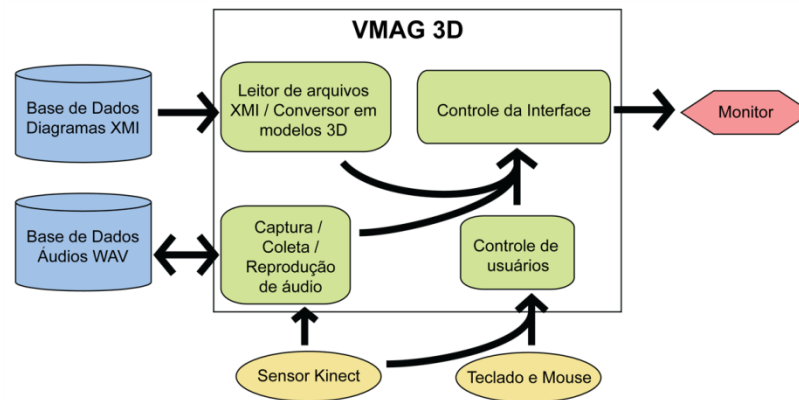 VMAG 3D
Base de Dados
Diagramas XMI
Leitor de arquivos
XMI / Conversor em
modelos 3D
Controle da Interface
Monitor
Base de Dados
Áudios WAV
Captura /
Coleta /
Reprodução
de áudio
Controle de
usuários
Sensor Kinect
Teclado e Mouse